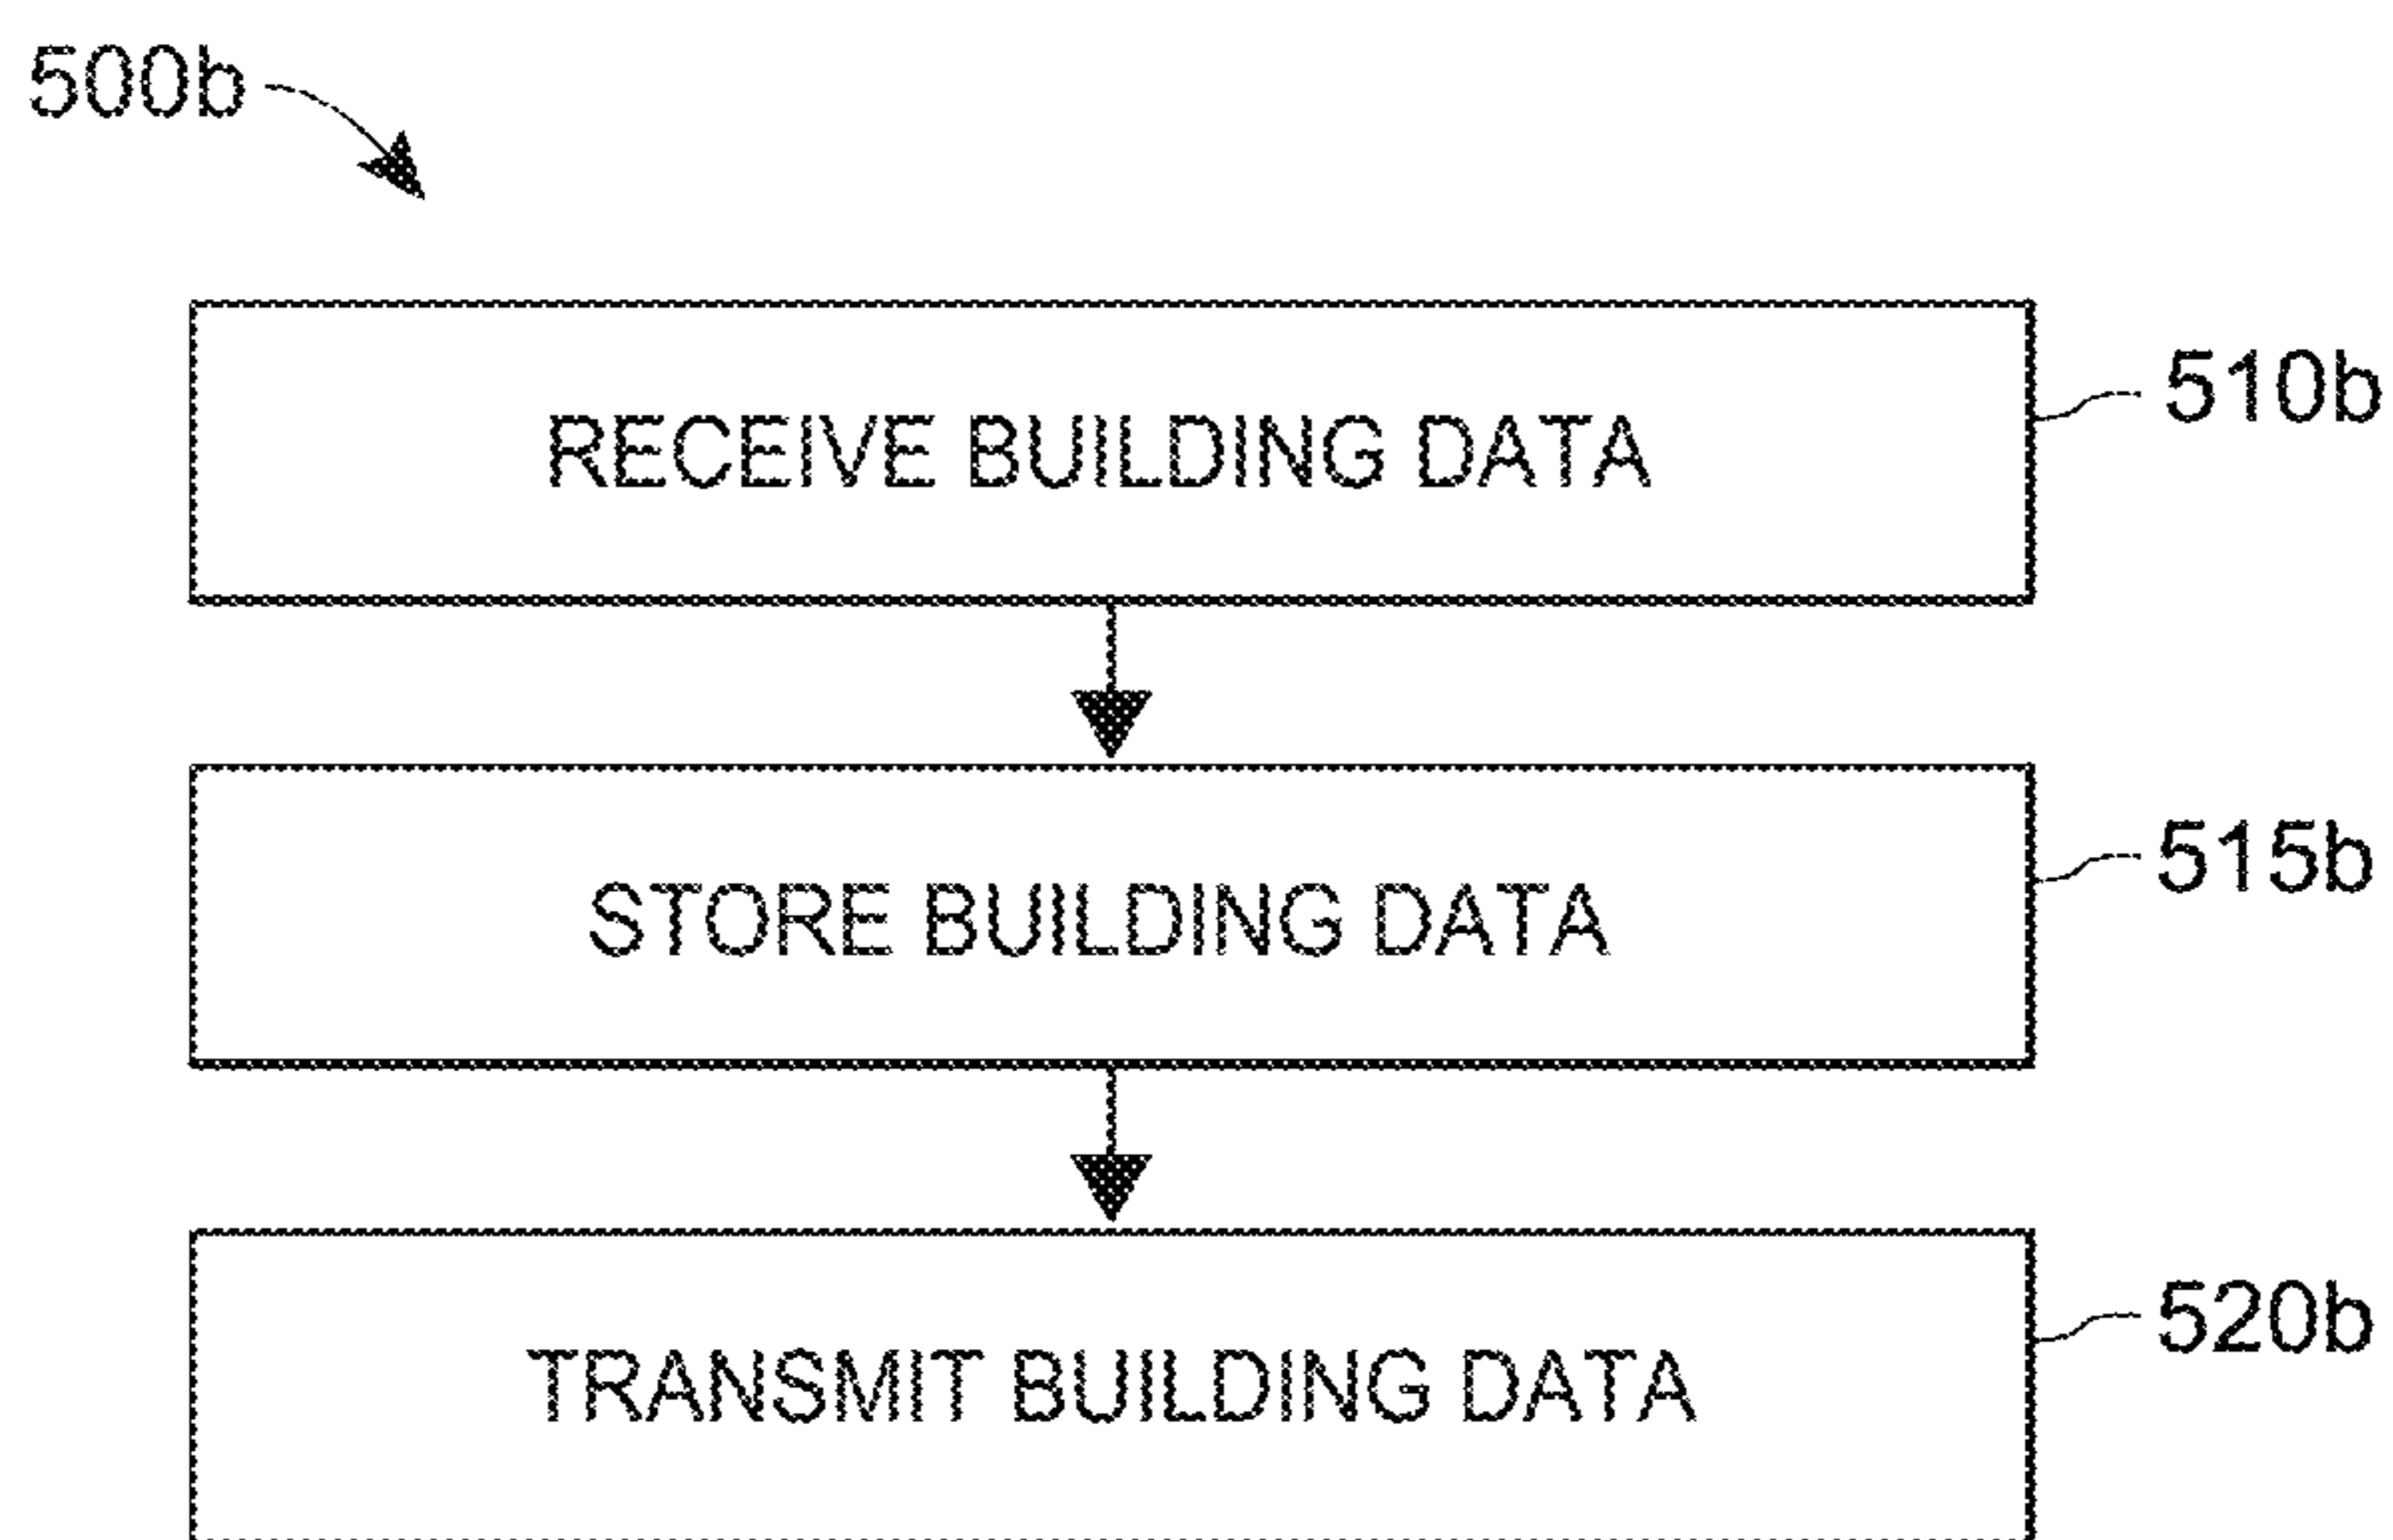 500b
RECEIVE BUILDING DATA
510b
STORE BUILDING DATA
515b
TRANSMIT BUILDING DATA
520b